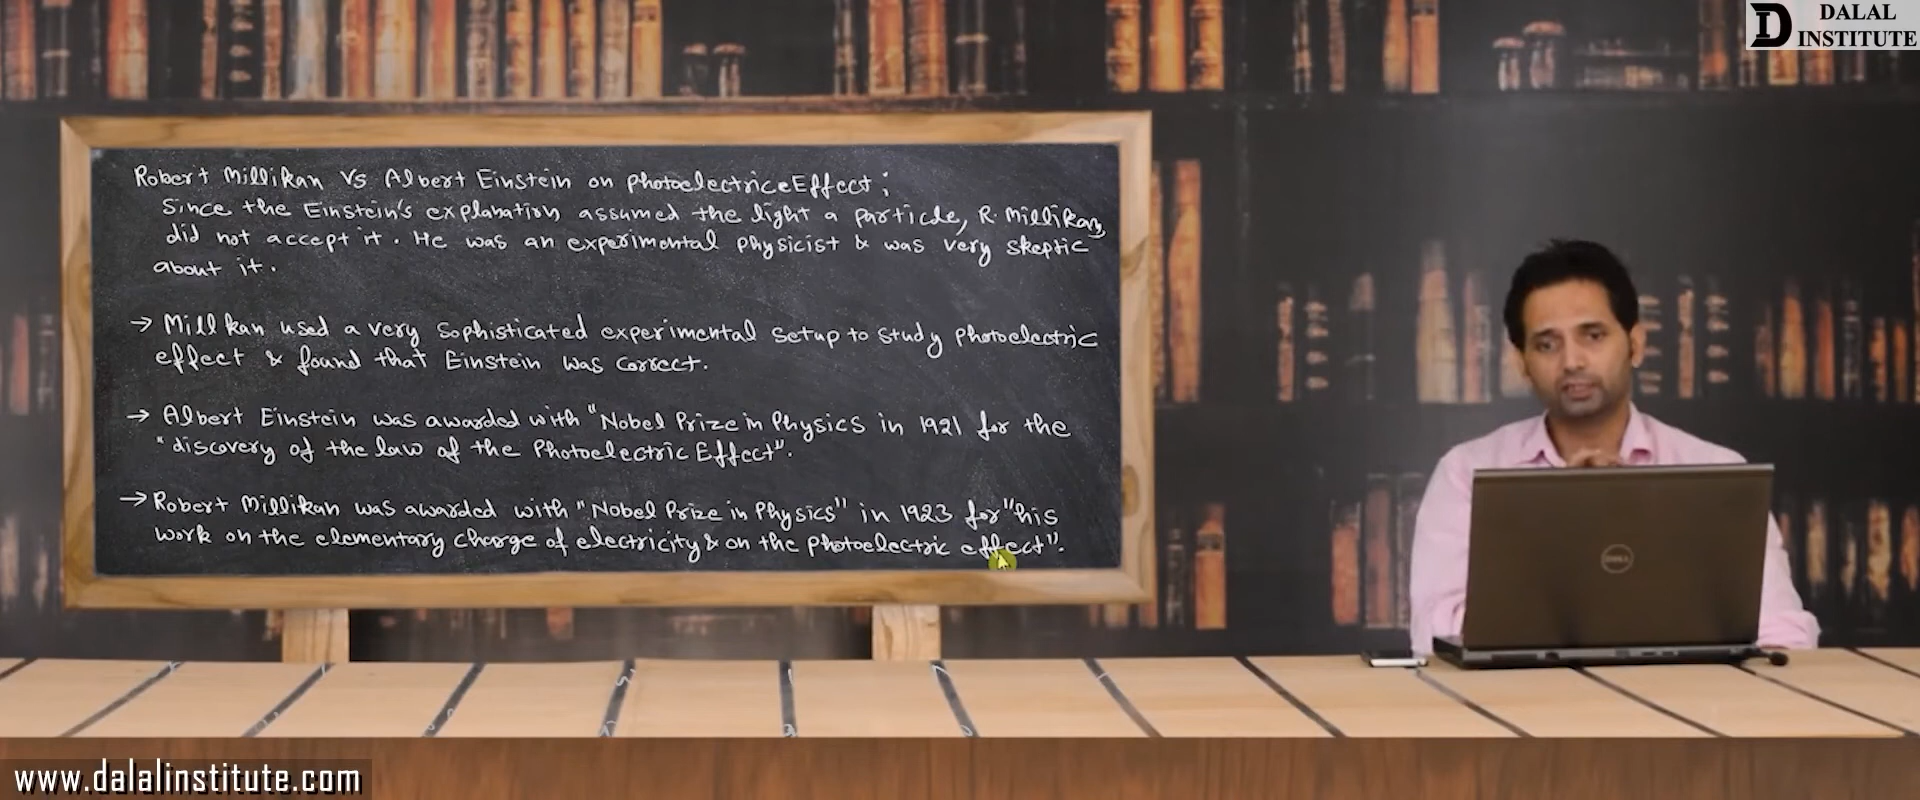 DALAL
INSTITUTE
Robert Millikan Vs Albert Einstein on PhotoelectriceEffect;
Since the Einstein's explanation assumed the light a particle, R. Millikan,
did not accept it. He was an experimental physicist & was very skeptic
about it.
→ Millkan used a very sophisticated experimental setup to study Photoelectric
effect & found that Einstein was correct.
→ Albert Einstein was awarded with "Nobel Prize in Physics in 1921 for the
"discovery of the law of the Photoelectric Effect".
→ Robert Millikan was awarded with "Nobel Prize in Physics" in 1923 for "his
work on the elementary charge of electricity & on the photoelectric effect".
DELL
www.dalalinstitute.com